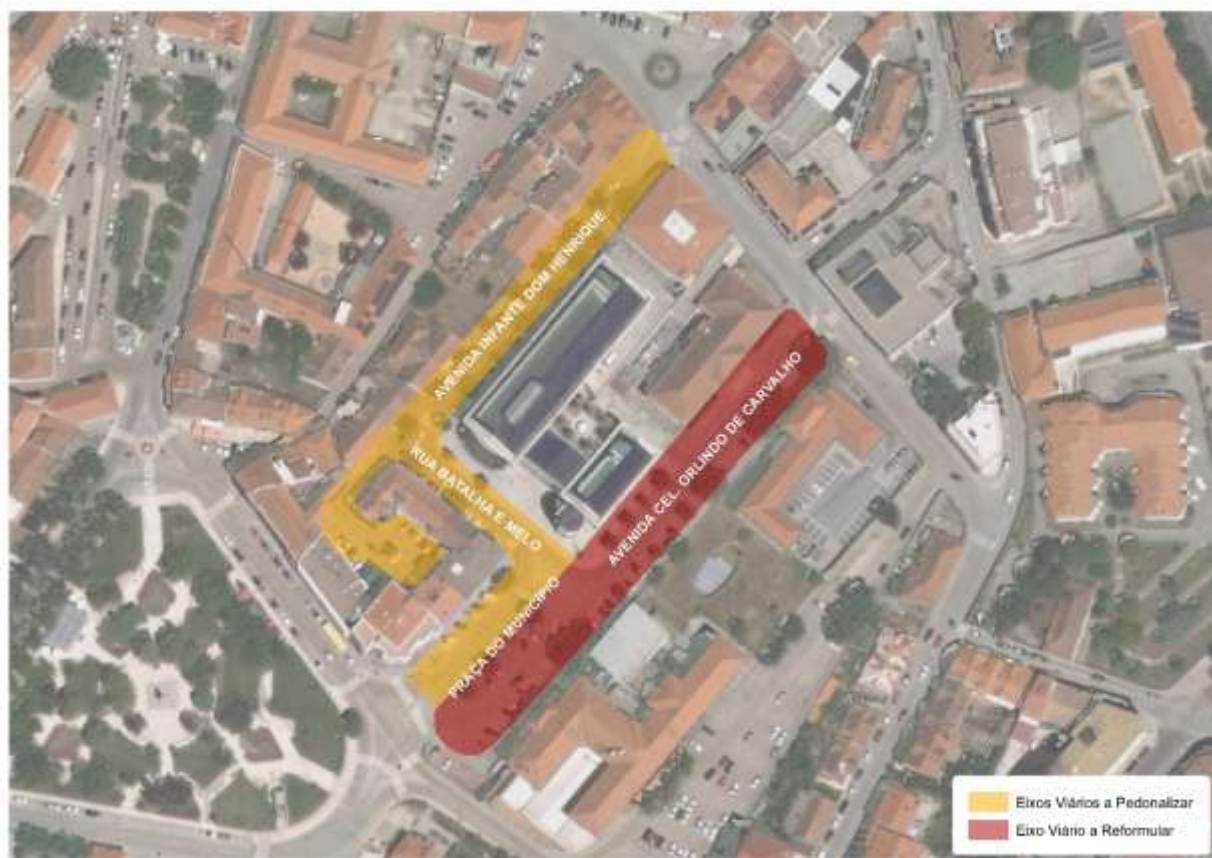 AVENIDA INFANTE DOM HENRIQUE
RUA BATALHA E MELO
PRAÇA DO MUNICÍPIO
AVENIDA CEL. ORLINDO DE CARVALHO
Eixos Viários a Pedonalizar
Eixo Viário a Reformular